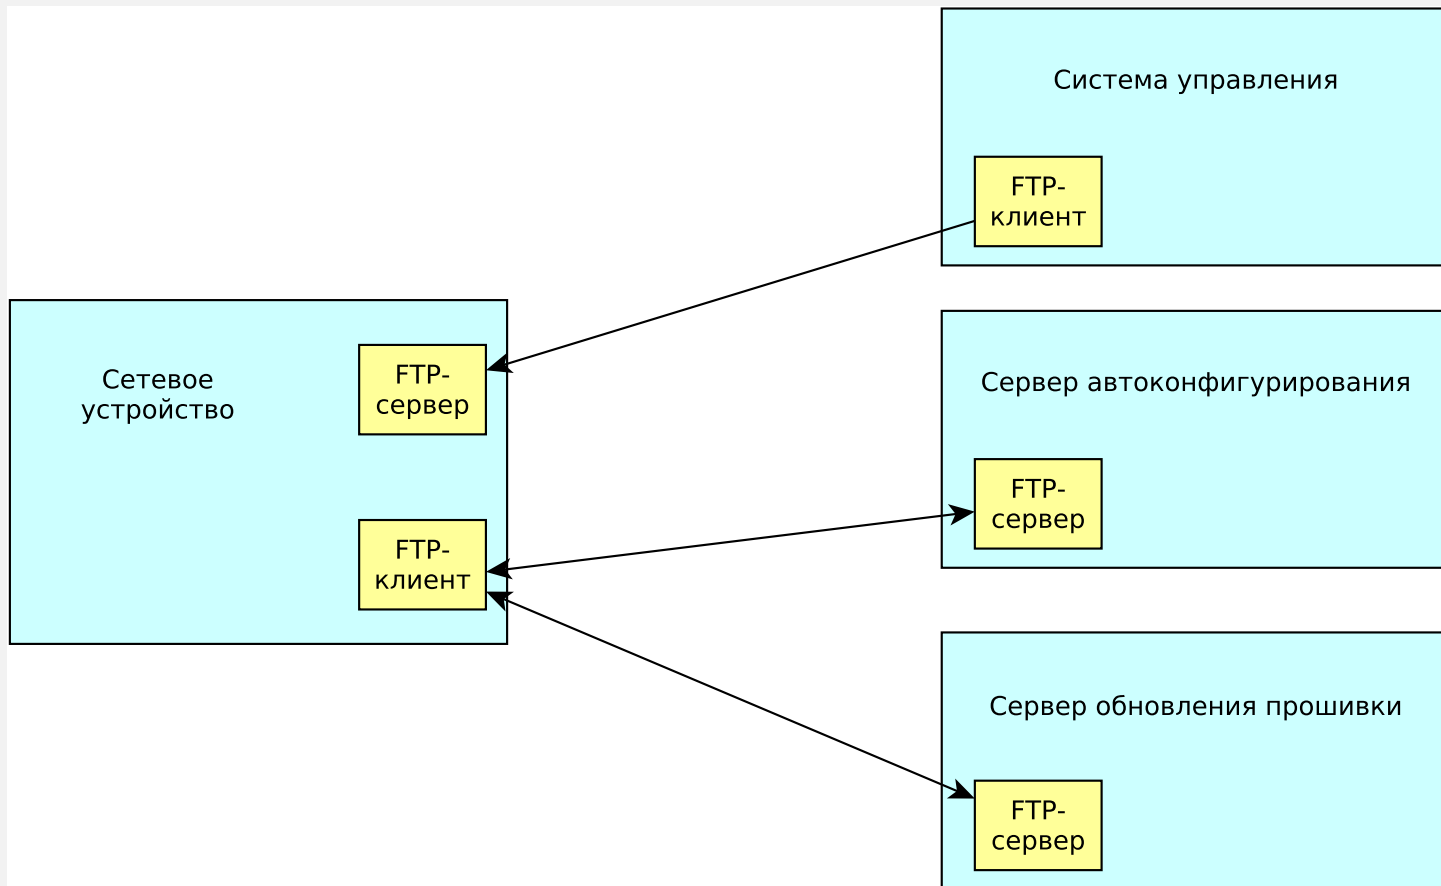 Система управления
FTP-
клиент
Сетевое
устройство
FTP-
сервер
FTP-
клиент
Сервер автоконфигурирования
FTP-
сервер
Сервер обновления прошивки
FTP-
сервер